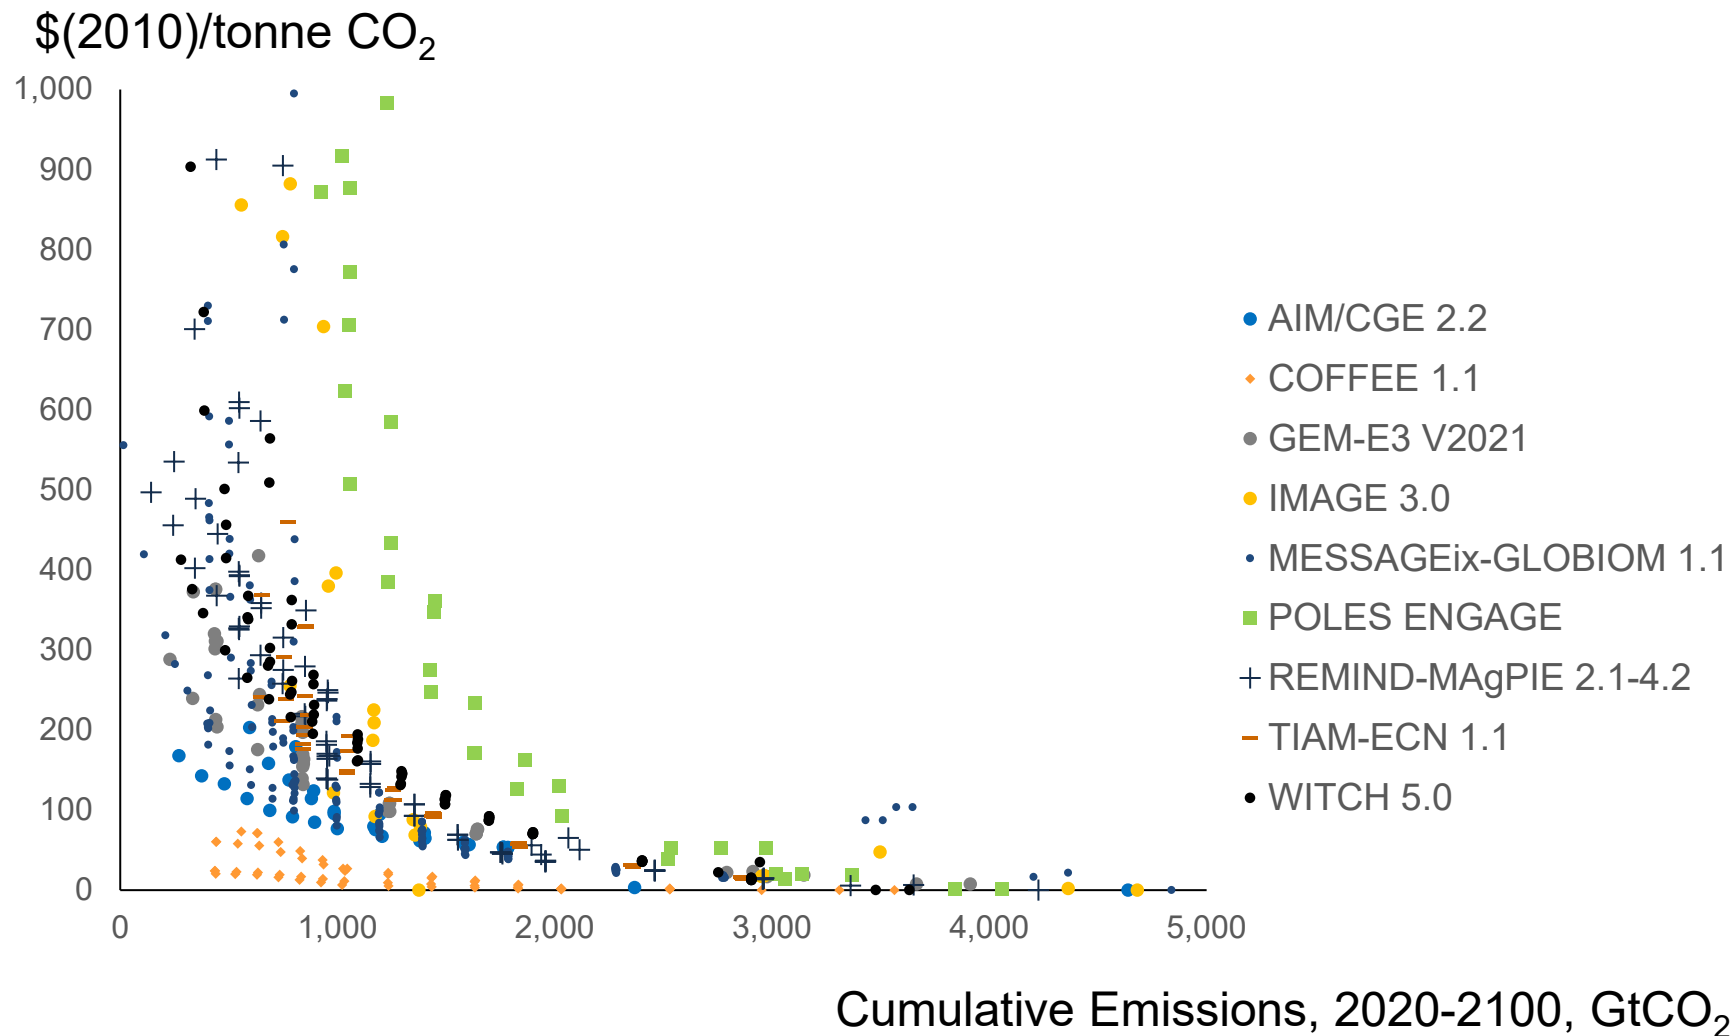 $(2010)/tonne CO₂
1,000
900
800
700
600
500
400
300
200
100
0
0 1,000 2,000 3,000 4,000 5,000
AIM/CGE 2.2
COFFEE 1.1
GEM-E3 V2021
IMAGE 3.0
MESSAGEix-GLOBIOM 1.1
POLES ENGAGE
REMIND-MAgPIE 2.1-4.2
TIAM-ECN 1.1
WITCH 5.0
Cumulative Emissions, 2020-2100, GtCO₂